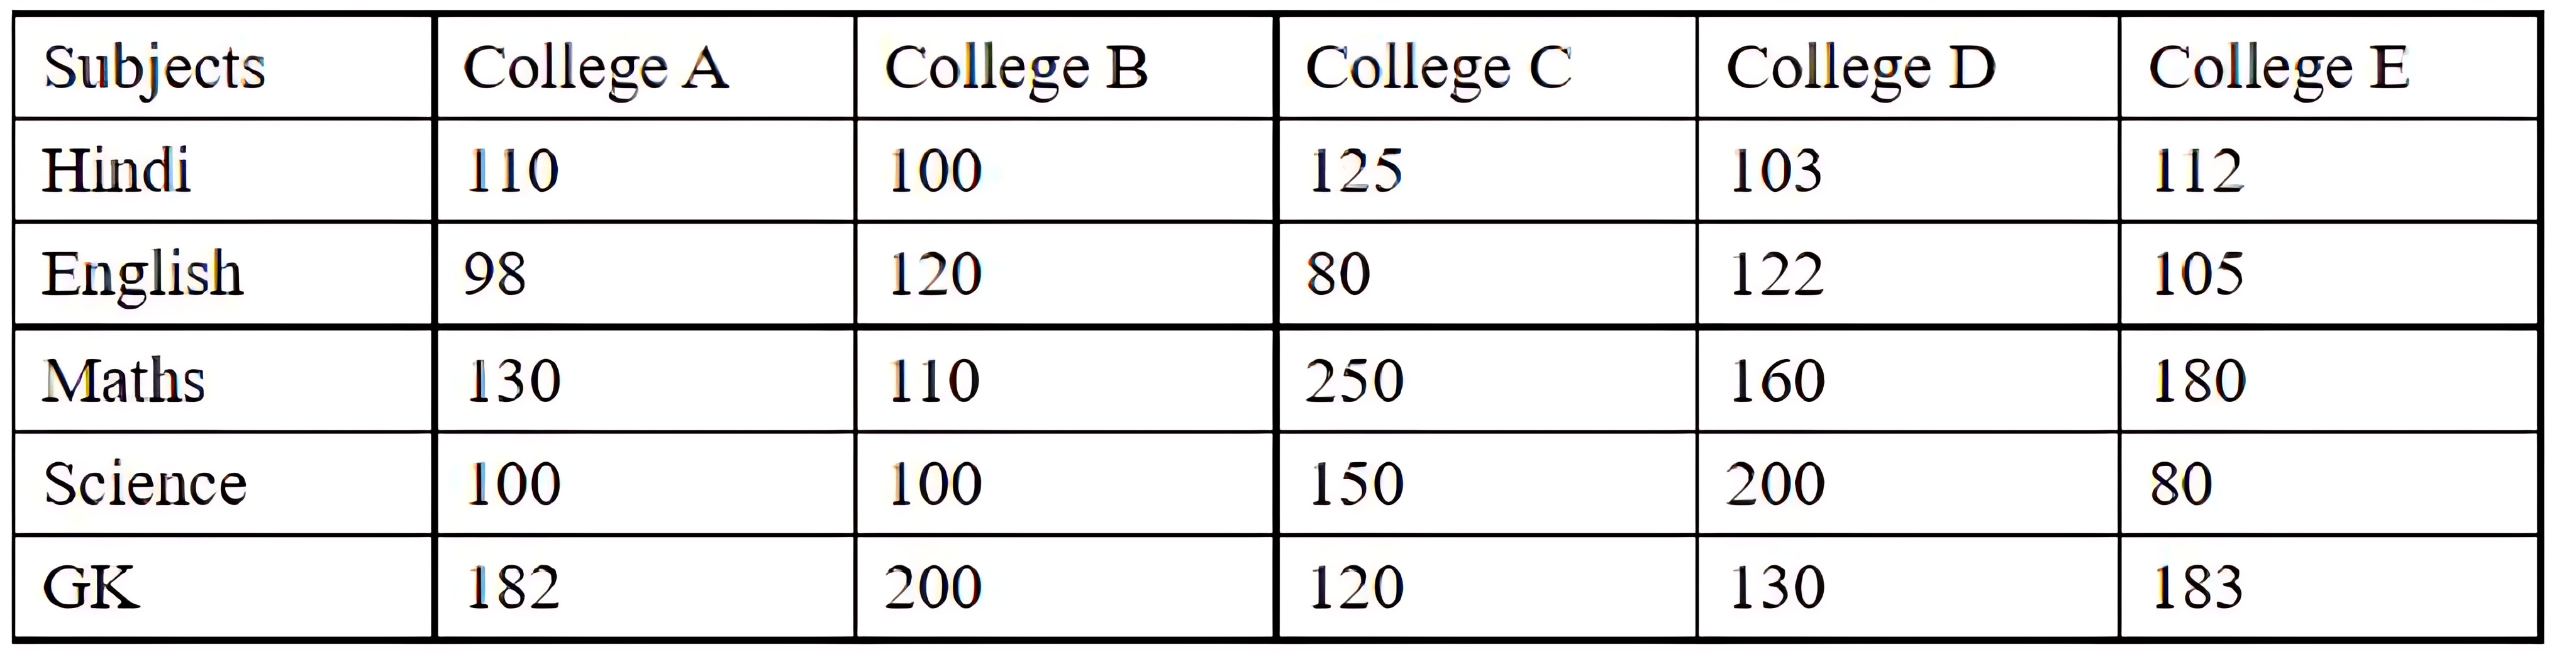 Subjects College A College B College C College D College E
Hindi 110 100 125 103 112
English 98 120 80 122 105
Maths 130 110 250 160 180
Science 100 100 150 200 80
GK 182 200 120 130 183